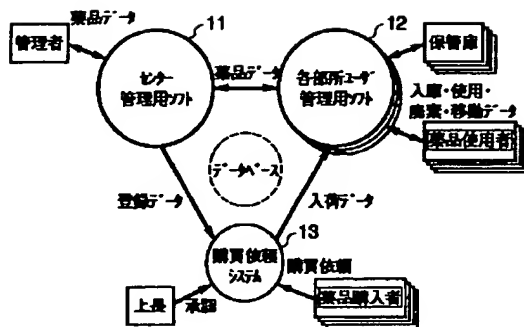 薬品データ
11
12
管理者
センター
管理用ソフト
薬品データ
各部所ユーザ
管理用ソフト
保管庫
入庫・使用・
廃棄・移動データ
薬品使用者
データベース
登録データ
入荷データ
13
購買依頼
システム
購買依頼
上長
承認
薬品購入者